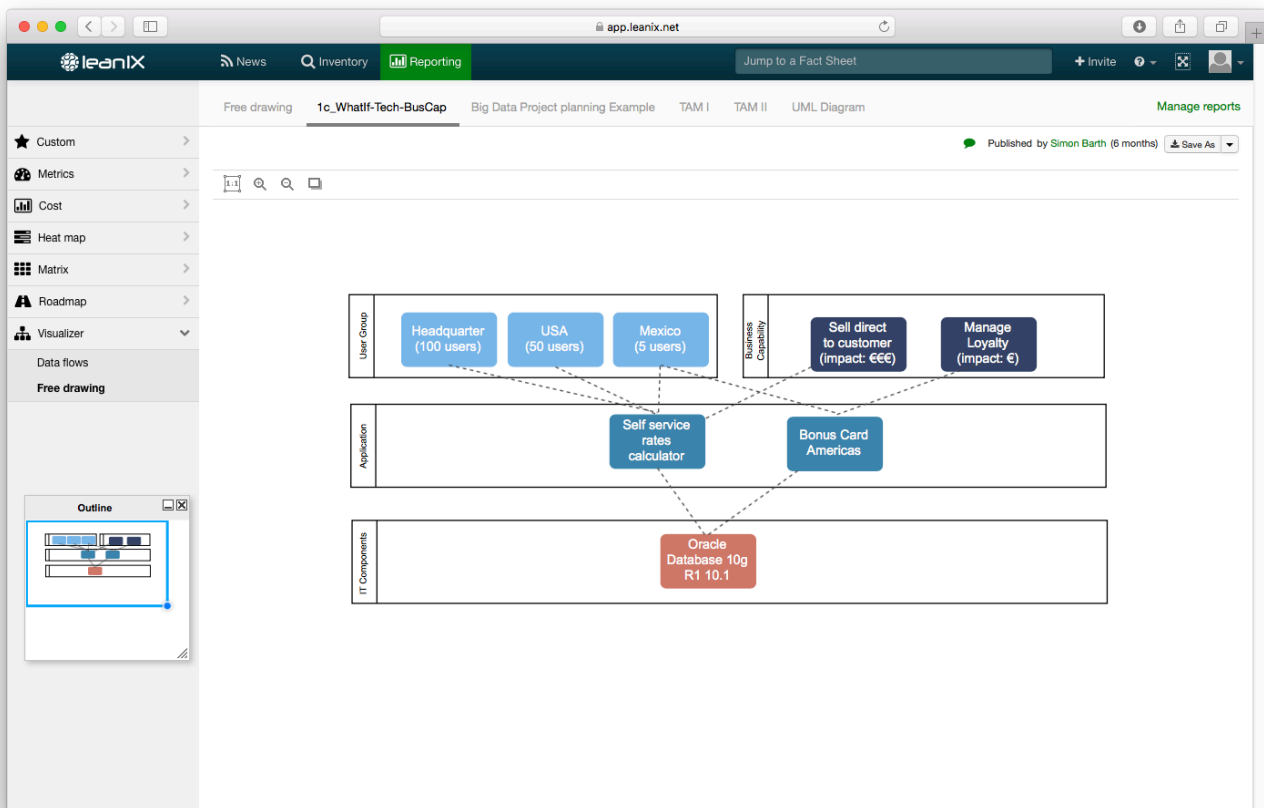 app.leanix.net
leanIX
News
Inventory
Reporting
Jump to a Fact Sheet
Invite
Free drawing
1c_WhatIf-Tech-BusCap
Big Data Project planning Example
TAM I
TAM II
UML Diagram
Manage reports
Published by Simon Barth (6 months)
Save As
Custom
Metrics
Cost
Heat map
Matrix
Roadmap
Visualizer
Data flows
Free drawing
1:1
User Group
Headquarter
(100 users)
USA
(50 users)
Mexico
(5 users)
Business
Capability
Sell direct
to customer
(impact: €€€)
Manage
Loyalty
(impact: €)
Application
Self service
rates
calculator
Bonus Card
Americas
IT Components
Oracle
Database 10g
R1 10.1
Outline